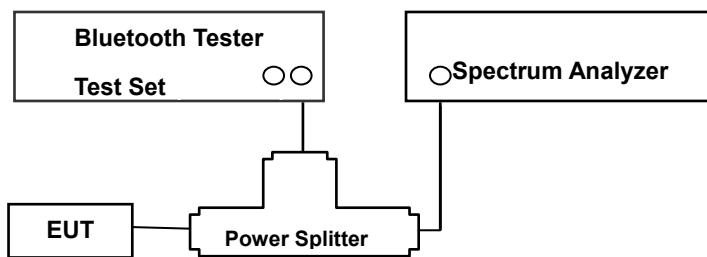 Bluetooth Tester
Test Set
Spectrum Analyzer
EUT
Power Splitter